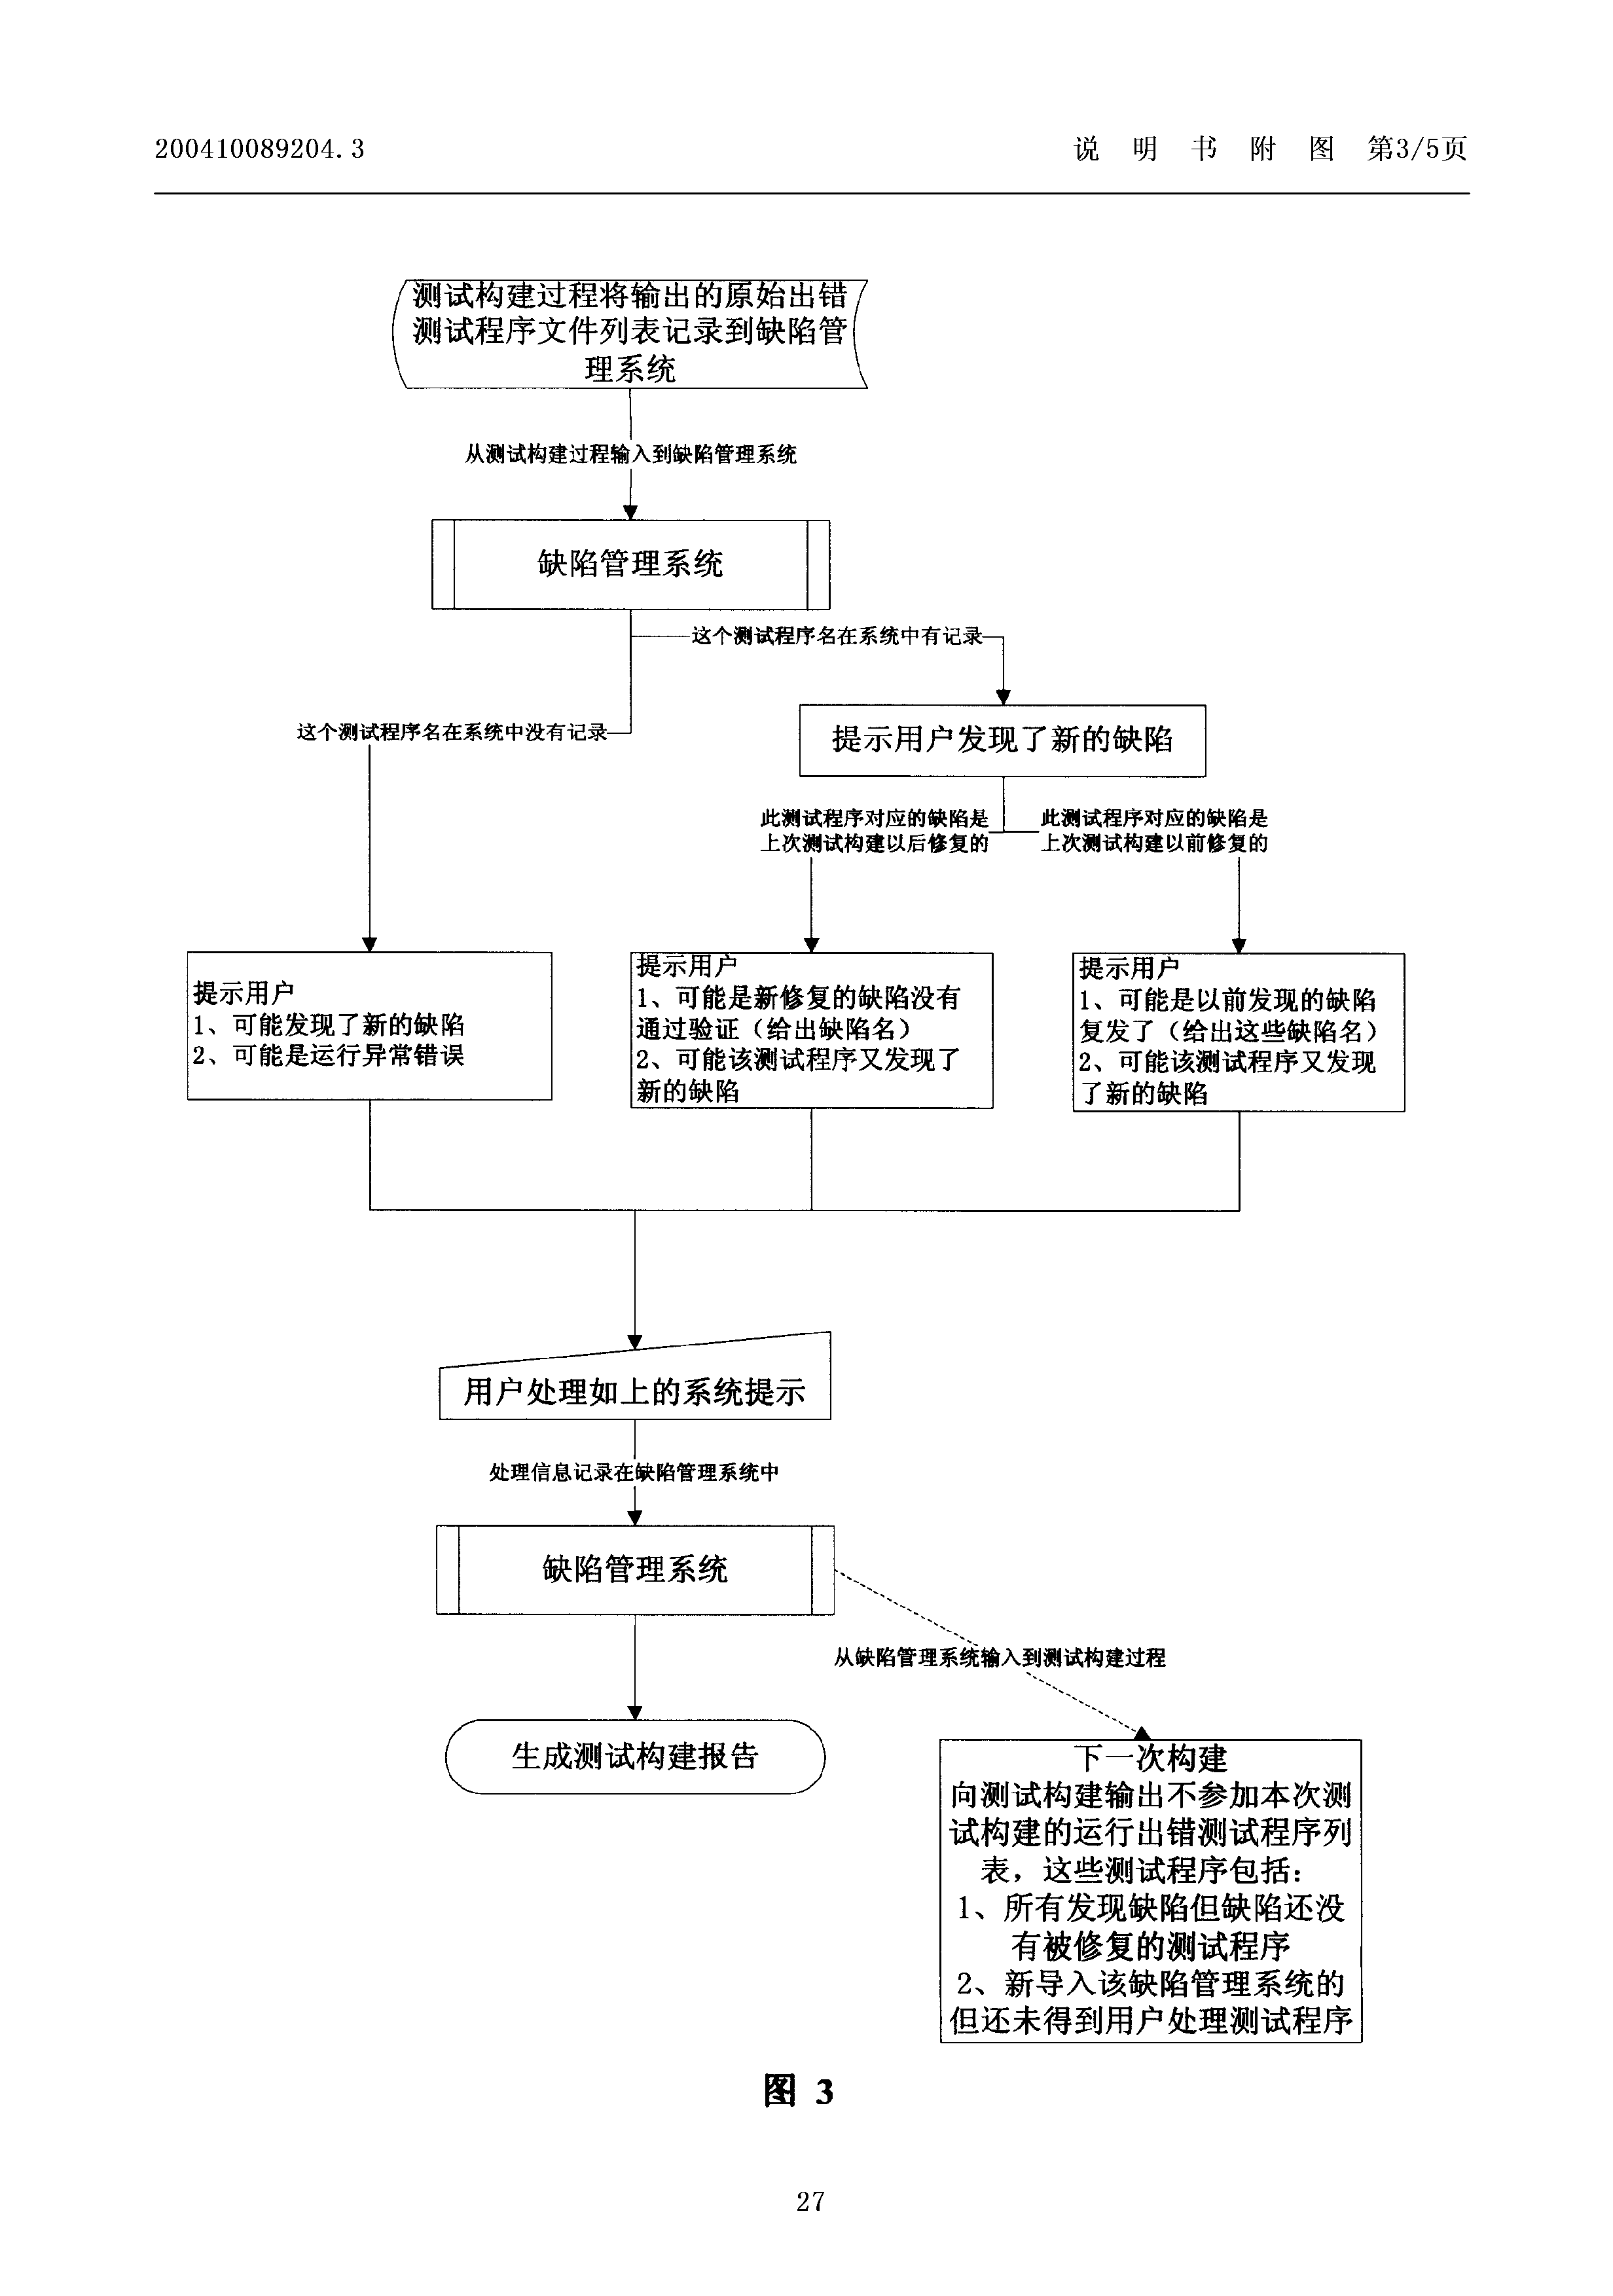 200410089204.3
说 明 书 附 图 第3/5页
测试构建过程将输出的原始出错
测试程序文件列表记录到缺陷管
理系统
从测试构建过程输入到缺陷管理系统
缺陷管理系统
这个测试程序名在系统中有记录
这个测试程序名在系统中没有记录
提示用户发现了新的缺陷
此测试程序对应的缺陷是
上次测试构建以后修复的
此测试程序对应的缺陷是
上次测试构建以前修复的
提示用户
1、可能发现了新的缺陷
2、可能是运行异常错误
提示用户
1、可能是新修复的缺陷没有
通过验证（给出缺陷名）
2、可能该测试程序又发现了
新的缺陷
提示用户
1、可能是以前发现的缺陷
复发了（给出这些缺陷名）
2、可能该测试程序又发现
了新的缺陷
用户处理如上的系统提示
处理信息记录在缺陷管理系统中
缺陷管理系统
从缺陷管理系统输入到测试构建过程
生成测试构建报告
下一次构建
向测试构建输出不参加本次测
试构建的运行出错测试程序列
表，这些测试程序包括：
1、所有发现缺陷但缺陷还没
有被修复的测试程序
2、新导入该缺陷管理系统的
但还未得到用户处理测试程序
图 3
27